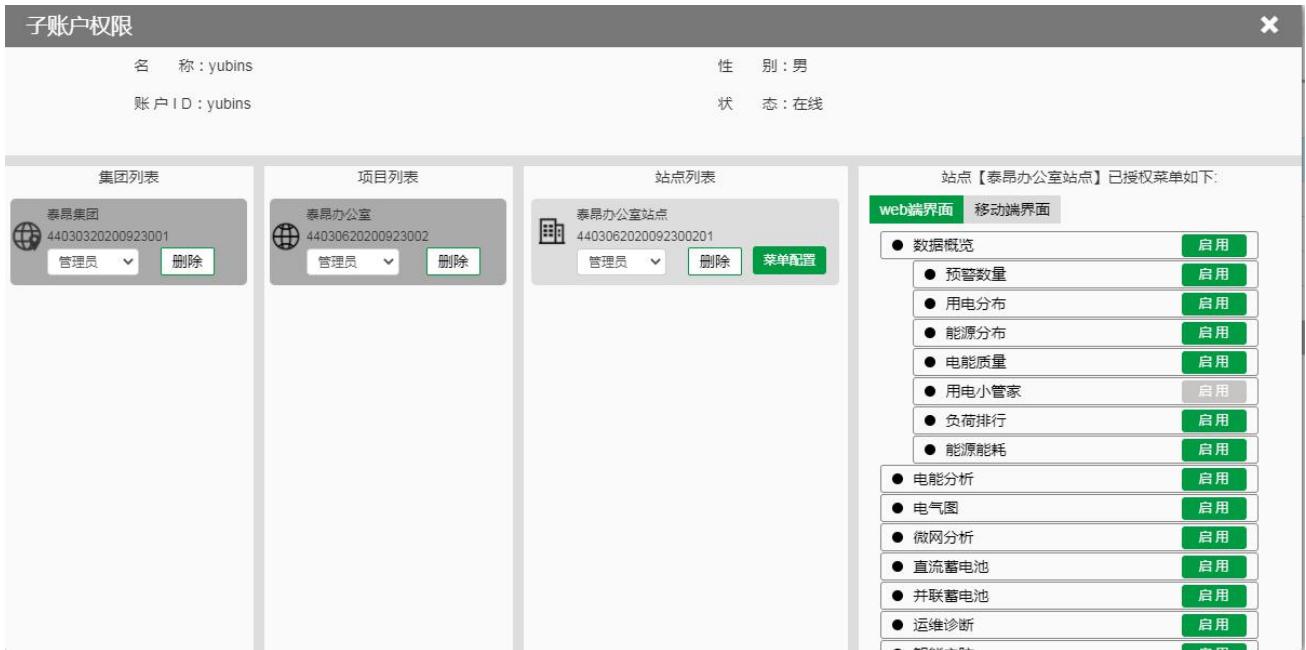 子账户权限
名 称：yubins
性 别：男
账户ID：yubins
状 态：在线
集团列表
泰昂集团
44030320200923001
管理员
删除
项目列表
泰昂办公室
44030620200923002
管理员
删除
站点列表
泰昂办公室站点
4403062020092300201
管理员
删除
菜单配置
站点【泰昂办公室站点】已授权菜单如下:
web端界面 移动端界面
数据概览 启用
预警数量 启用
用电分布 启用
能源分布 启用
电能质量 启用
用电小管家 启用
负荷排行 启用
能源能耗 启用
电能分析 启用
电气图 启用
微网分析 启用
直流蓄电池 启用
并联蓄电池 启用
运维诊断 启用